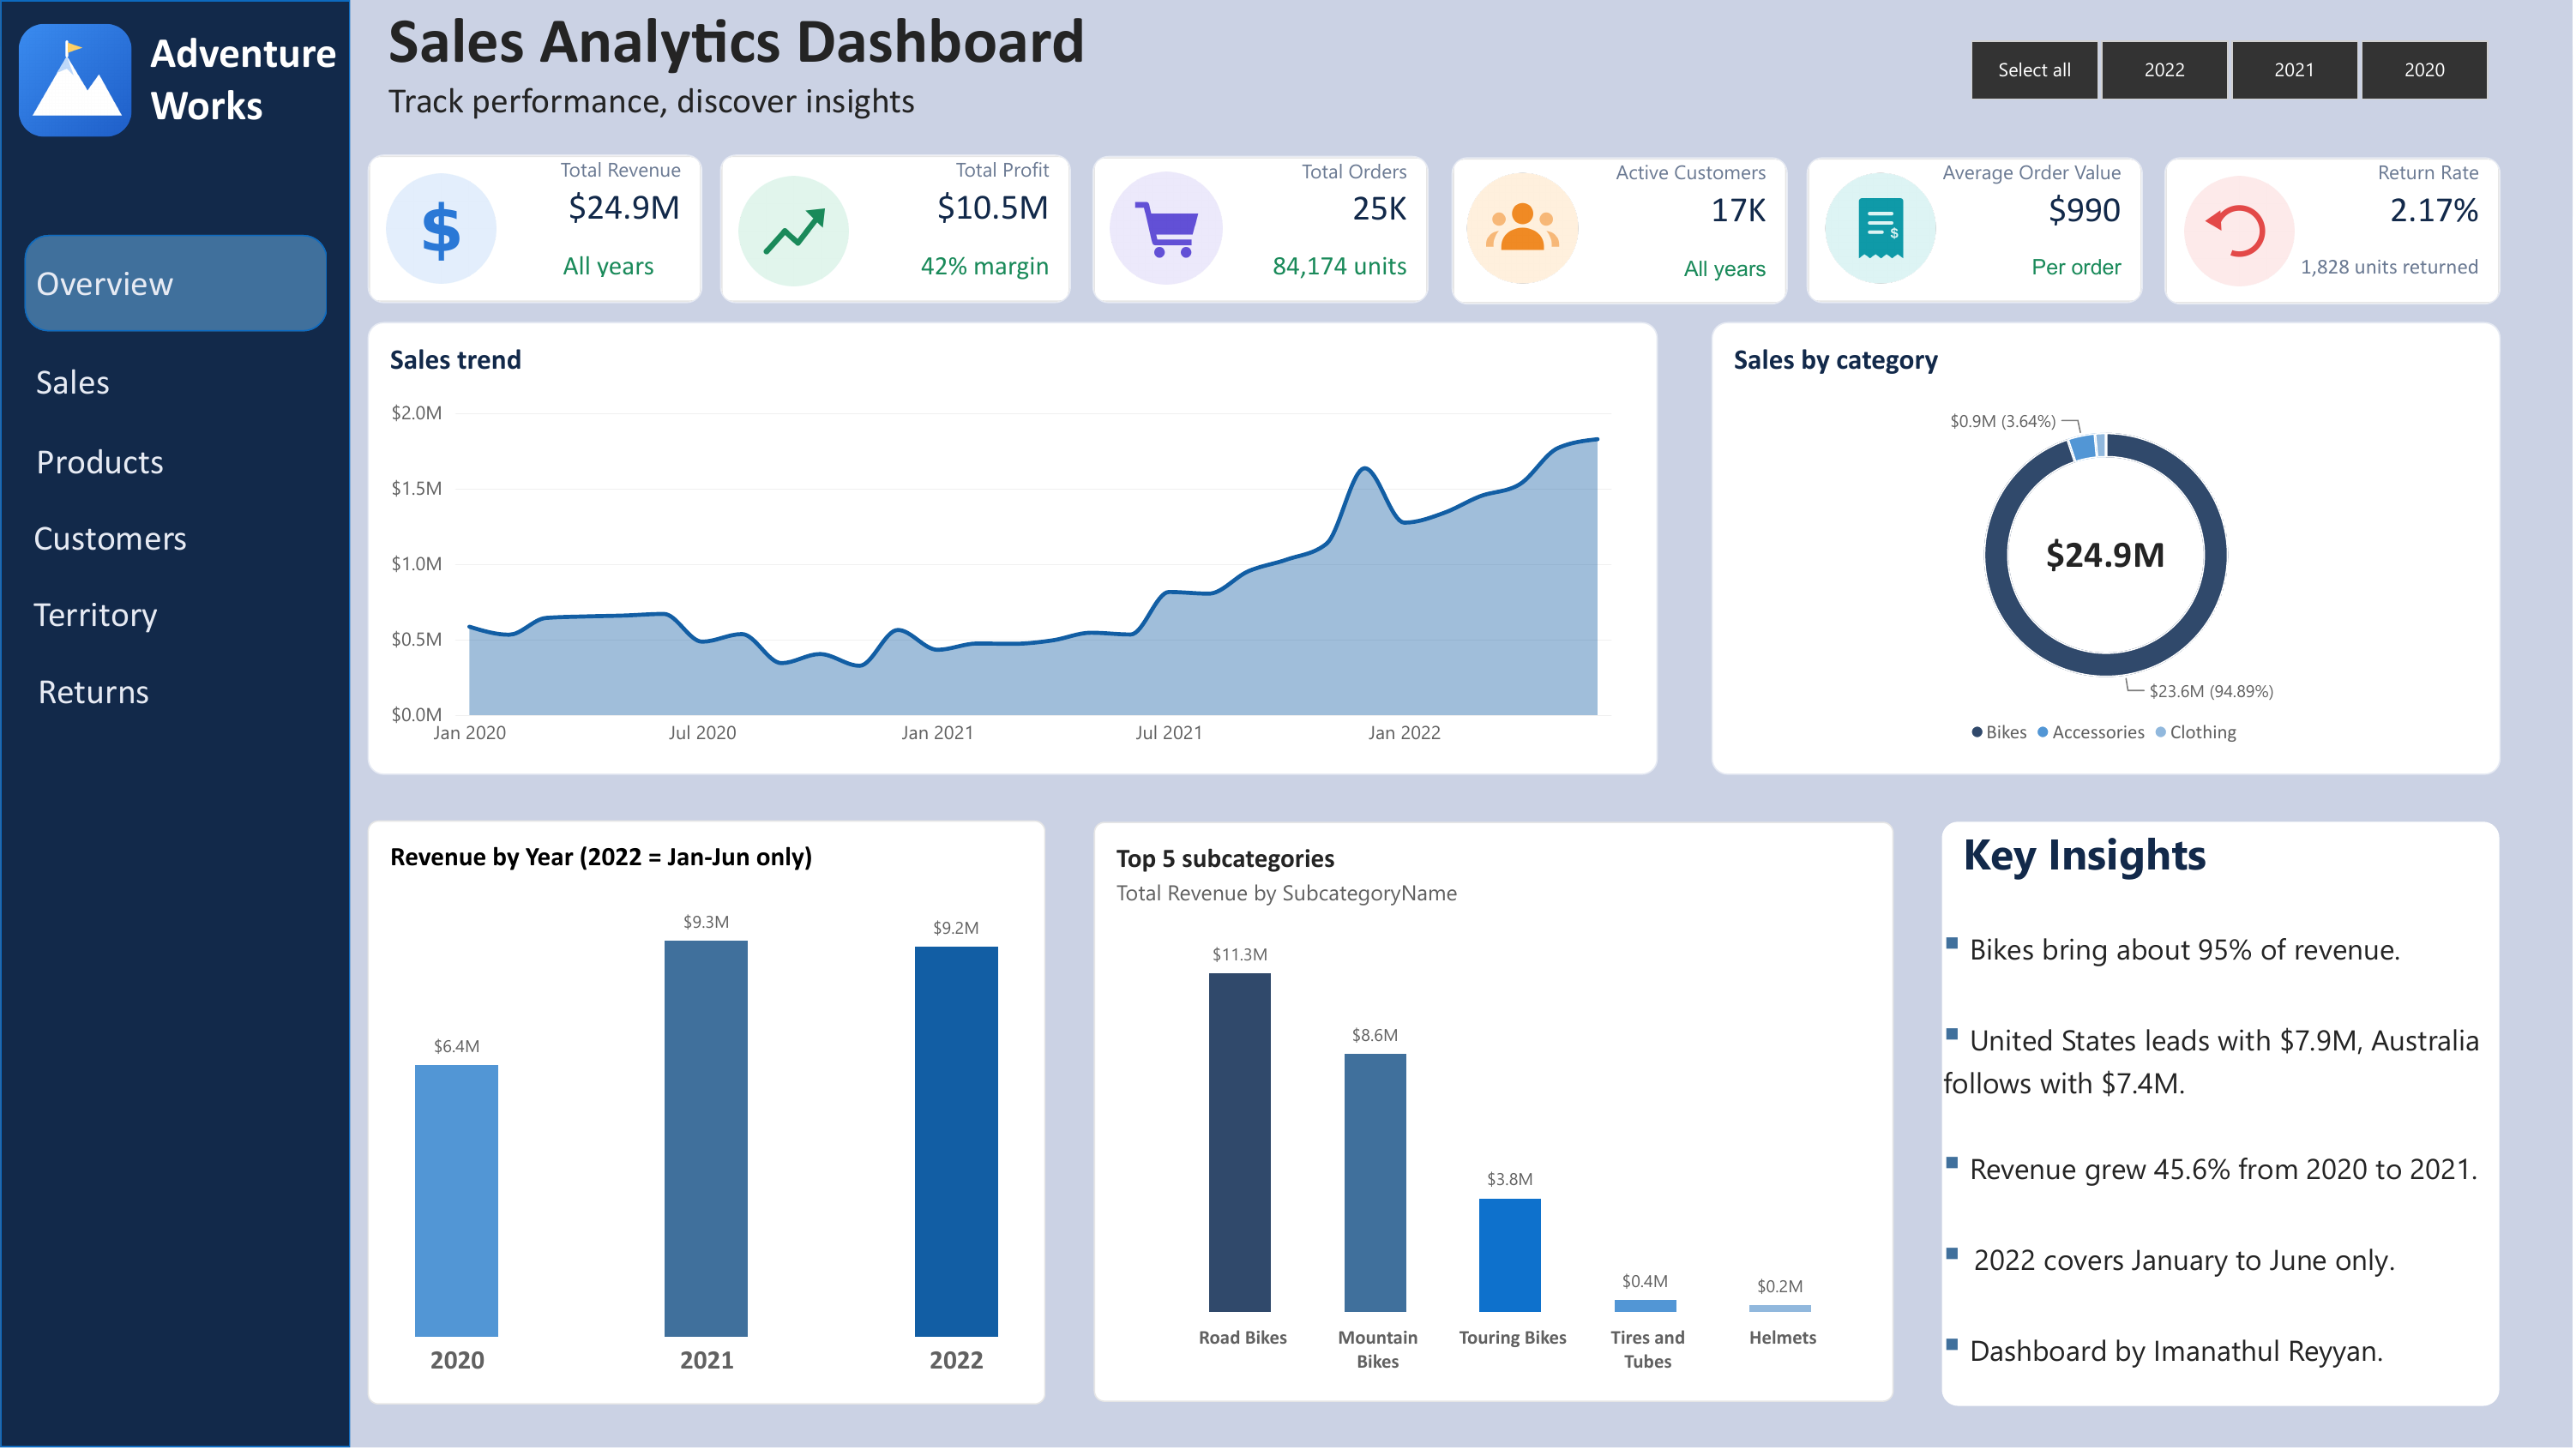 Adventure
Works
Overview
Sales
Products
Customers
Territory
Returns
Sales Analytics Dashboard
Track performance, discover insights
Select all
2022
2021
2020
$
Total Revenue
$24.9M
All years
Total Profit
$10.5M
42% margin
Total Orders
25K
84,174 units
Active Customers
17K
All years
$
Average Order Value
$990
Per order
Return Rate
2.17%
1,828 units returned
Sales trend
$2.0M
$1.5M
$1.0M
$0.5M
$0.0M
Jan 2020
Jul 2020
Jan 2021
Jul 2021
Jan 2022
Sales by category
$0.9M (3.64%)
$24.9M
$23.6M (94.89%)
Bikes
Accessories
Clothing
Revenue by Year (2022 = Jan-Jun only)
$6.4M
$9.3M
$9.2M
2020
2021
2022
Top 5 subcategories
Total Revenue by SubcategoryName
$11.3M
$8.6M
$3.8M
$0.4M
$0.2M
Road Bikes
Mountain
Bikes
Touring Bikes
Tires and
Tubes
Helmets
Key Insights
Bikes bring about 95% of revenue.
United States leads with $7.9M, Australia
follows with $7.4M.
Revenue grew 45.6% from 2020 to 2021.
2022 covers January to June only.
Dashboard by Imanathul Reyyan.